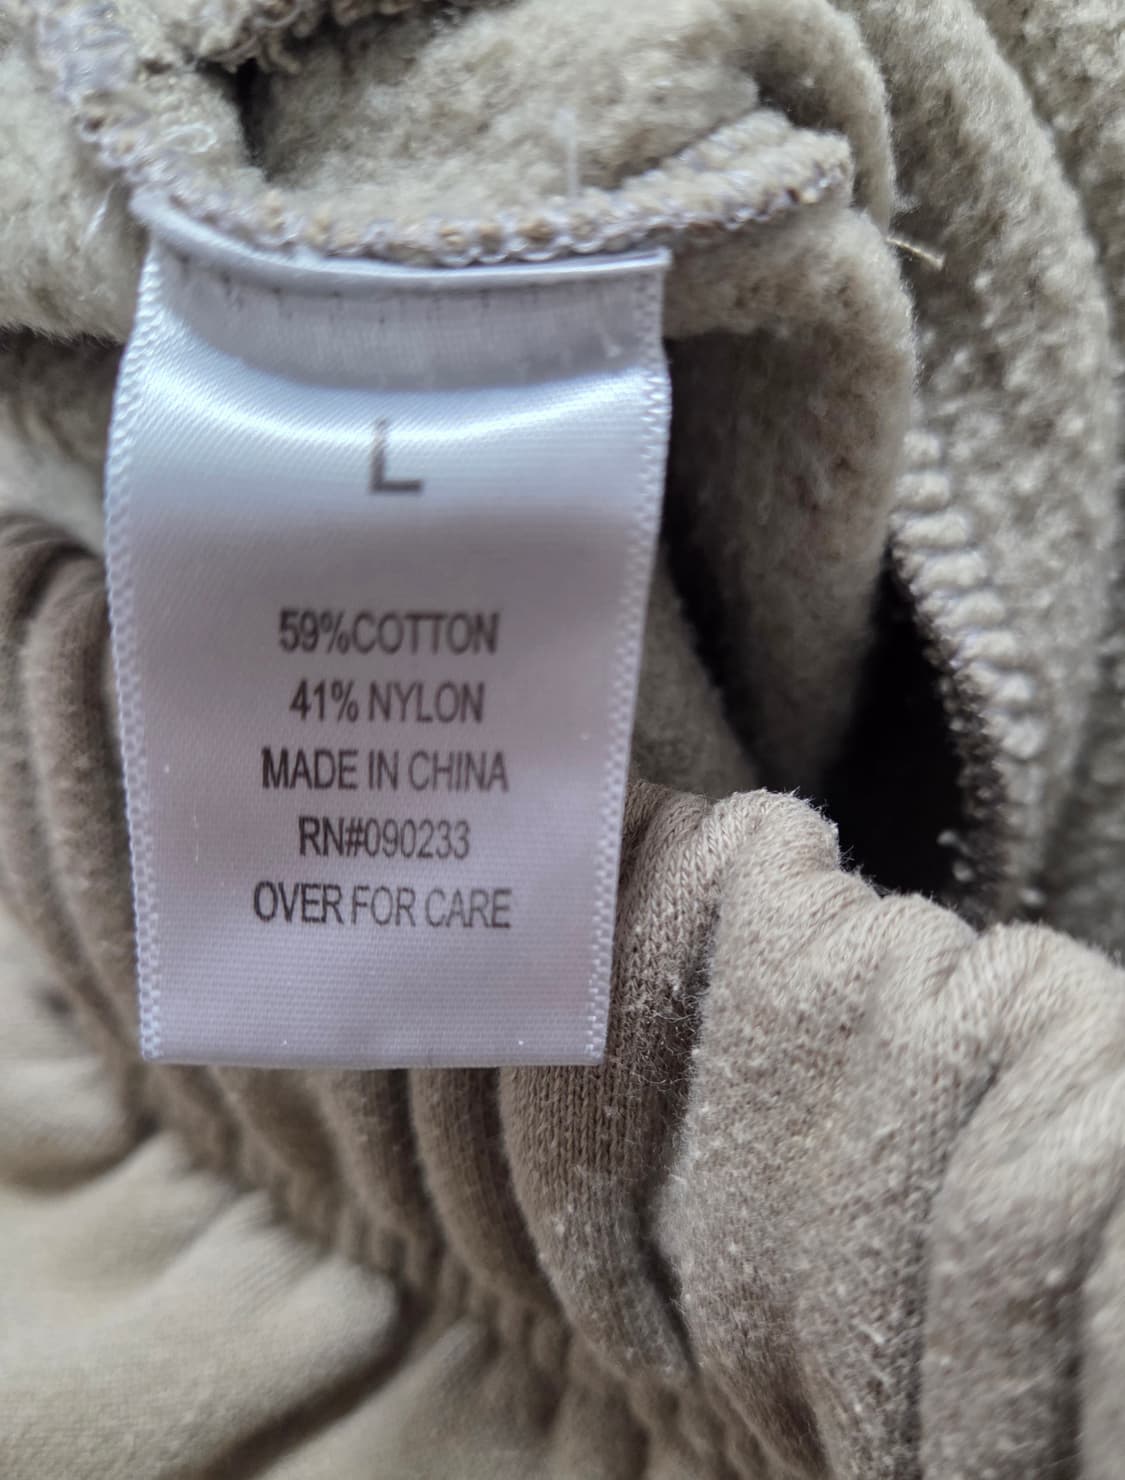 L
59%COTTON
41% NYLON
MADE IN CHINA
RN#090233
OVER FOR CARE